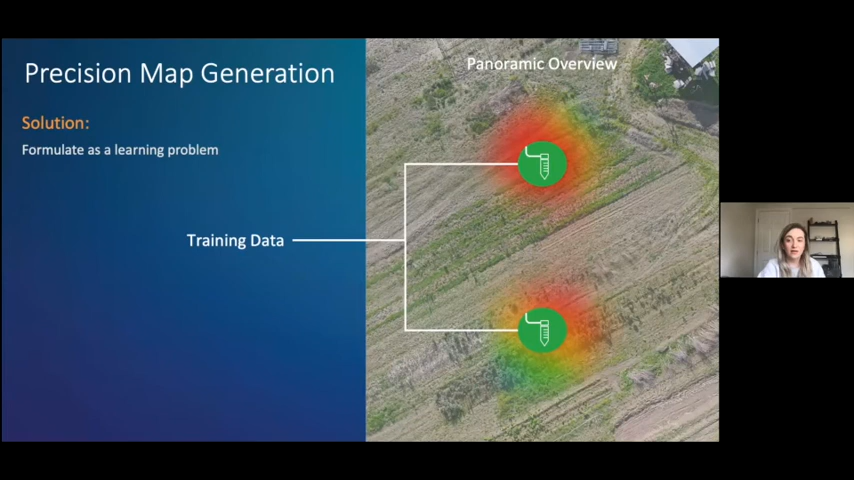 Precision Map Generation
Solution:
Formulate as a learning problem
Training Data
Panoramic Overview